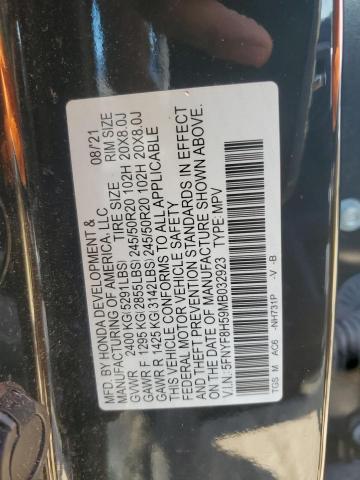 MFD. BY HONDA DEVELOPMENT & 08/21
MANUFACTURING OF AMERICA, LLC
TIRE SIZE RIM SIZE
GVWR 2400 KG(5291LBS)
GAWR F 1295 KG(2855LBS) 245/50R20 102H 20X8.0J
GAWR R 1425 KG(3142LBS) 245/50R20 102H 20X8.0J
THIS VEHICLE CONFORMS TO ALL APPLICABLE
FEDERAL MOTOR VEHICLE SAFETY
AND THEFT PREVENTION STANDARDS IN EFFECT
ON THE DATE OF MANUFACTURE SHOWN ABOVE.
V.I.N.: 5FNYF8H59MB032923 TYPE: MPV
TGS M AC6 -NH731P -V -B